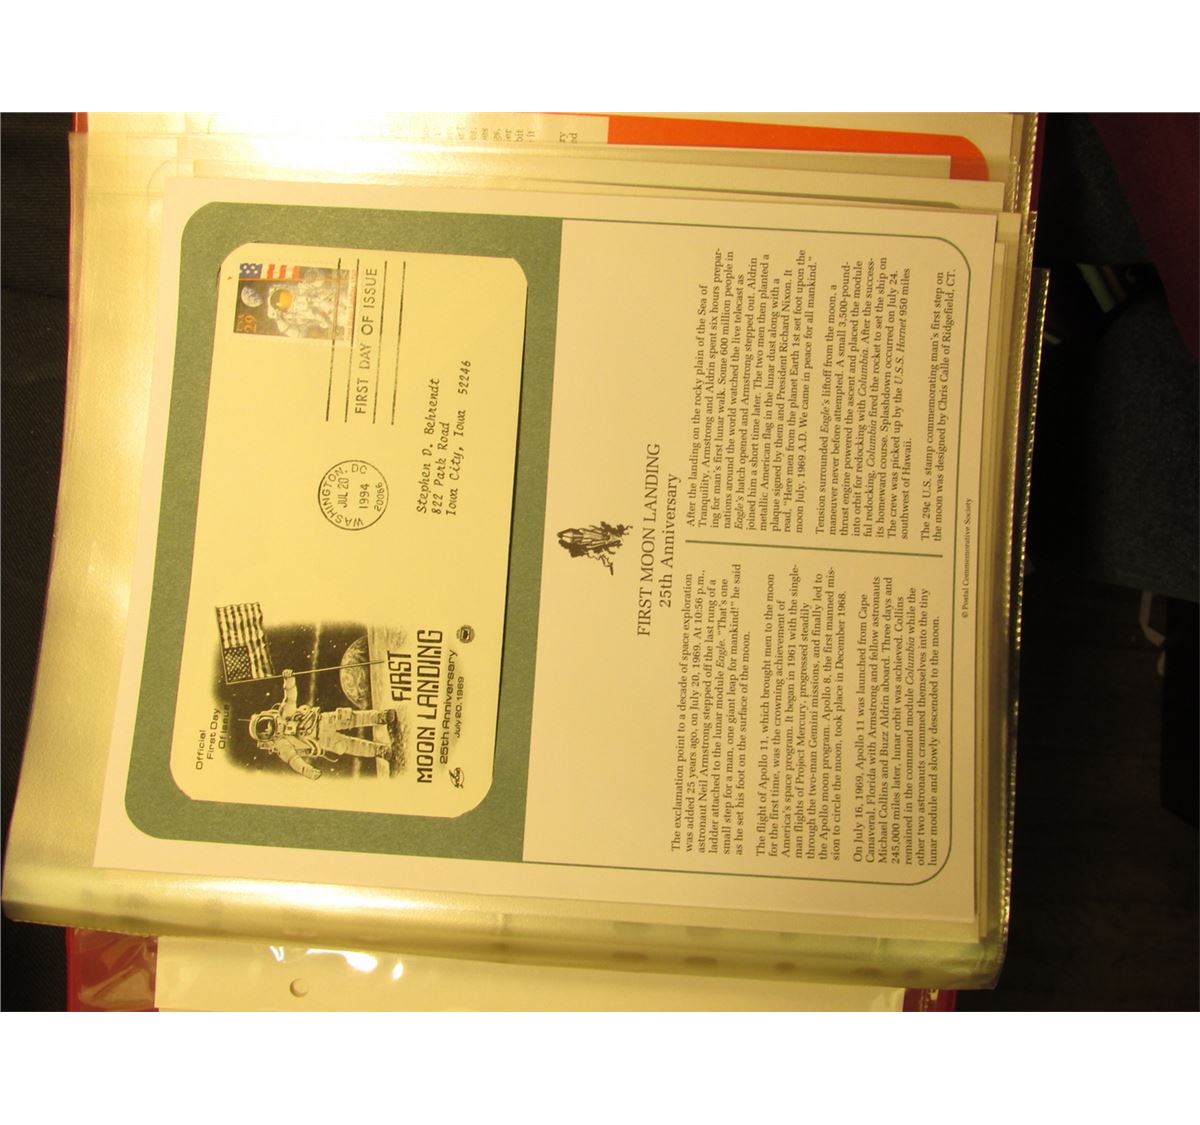 Official
First Day
Of Issue
FIRST
MOON LANDING
25th Anniversary
July 20, 1969
USA
29
WASHINGTON, DC
JUL 20
1994
20066
FIRST DAY OF ISSUE
Stephen D. Behrendt
822 Park Road
Iowa City, Iowa 52246
FIRST MOON LANDING
25th Anniversary
The exclamation point to a decade of space exploration
was added 25 years ago, on July 20, 1969. At 10:56 p.m.,
astronaut Neil Armstrong stepped off the last rung of a
ladder attached to the lunar module Eagle. "That's one
small step for a man, one giant leap for mankind!" he said
as he set his foot on the surface of the moon.
The flight of Apollo 11, which brought men to the moon
for the first time, was the crowning achievement of
America's space program. It began in 1961 with the single-
man flights of Project Mercury, progressed steadily
through the two-man Gemini missions, and finally led to
the Apollo moon program. Apollo 8, the first manned mis-
sion to circle the moon, took place in December 1968.
On July 16, 1969, Apollo 11 was launched from Cape
Canaveral, Florida with Armstrong and fellow astronauts
Michael Collins and Buzz Aldrin aboard. Three days and
245,000 miles later, lunar orbit was achieved. Collins
remained in the command module Columbia while the
other two astronauts crammed themselves into the tiny
lunar module and slowly descended to the moon.
After the landing on the rocky plain of the Sea of
Tranquility, Armstrong and Aldrin spent six hours prepar-
ing for man's first lunar walk. Some 600 million people in
nations around the world watched the live telecast as
Eagle's hatch opened and Armstrong stepped out. Aldrin
joined him a short time later. The two men then planted a
metallic American flag in the lunar dust along with a
plaque signed by them and President Richard Nixon. It
read, "Here men from the planet Earth 1st set foot upon the
moon July, 1969 A.D. We came in peace for all mankind."
Tension surrounded Eagle's liftoff from the moon, a
maneuver never before attempted. A small 3,500-pound-
thrust engine powered the ascent and placed the module
into orbit for redocking with Columbia. After the success-
ful redocking, Columbia fired the rocket to set the ship on
its homeward course. Splashdown occurred on July 24.
The crew was picked up by the U.S.S. Hornet 950 miles
southwest of Hawaii.
The 29¢ U.S. stamp commemorating man's first step on
the moon was designed by Chris Calle of Ridgefield, CT.
© Postal Commemorative Society